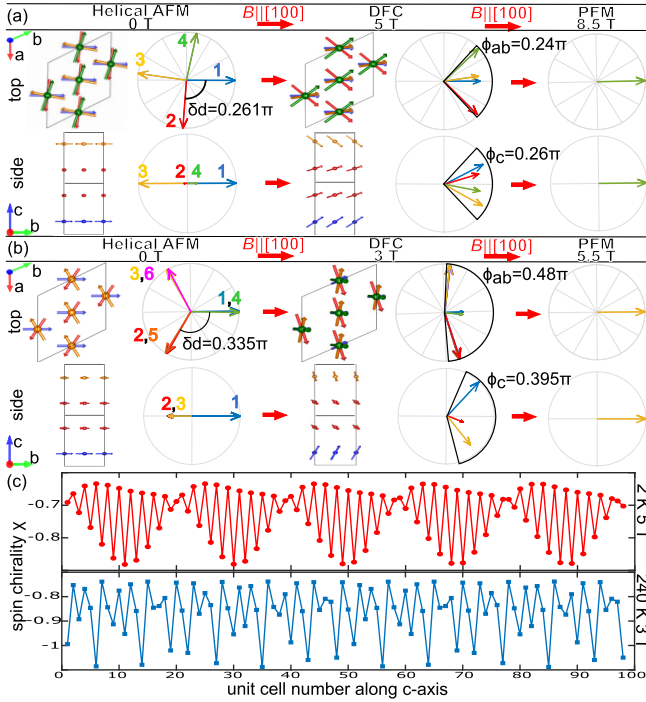 (a) Helical AFM B||[100] DFC B||[100] PFM
0 T 5 T 8.5 T
b
a
top
3 4 1 2
δd=0.261π
ϕab=0.24π
side
c
b
3 2 4 1
ϕc=0.26π
(b) Helical AFM B||[100] DFC B||[100] PFM
0 T 3 T 5.5 T
b
a
top
3,6
1,4
2,5
δd=0.335π
ϕab=0.48π
side
c
b
2,3 1
ϕc=0.395π
(c)
spin chirality χ
-0.7
-0.8
2 K 5 T
-0.8
-0.9
-1
240 K 3 T
0 10 20 30 40 50 60 70 80 90 100
unit cell number along c-axis